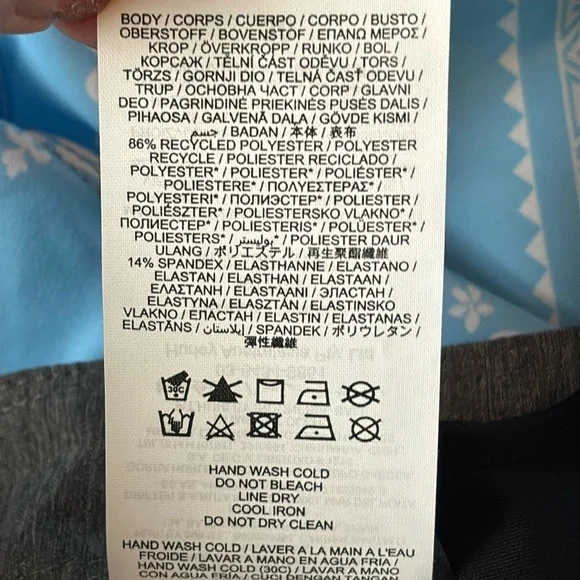 BODY / CORPS / CUERPO / CORPO / BUSTO /
OBERSTOFF / BOVENSTOF / ΕΠΑΝΩ ΜΕΡΟΣ /
KROP / ÖVERKROPP / RUNKO / BOL /
КОРСАЖ / TĚLNÍ ČÁST ODĚVU / TORS /
TÖRZS / GORNJI DIO / TELNÁ ČASŤ ODEVU /
TRUP / ОСНОВНА ЧАСТ / CORP / GLAVNI
DEO / PAGRINDINĖ PRIEKINĖS PUSĖS DALIS /
PIHAOSA / GALVENĀ DAĻA / GÖVDE KISMI /
جسم / BADAN / 本体 / 表布
86% RECYCLED POLYESTER / POLYESTER
RECYCLE / POLIESTER RECICLADO /
POLYESTER* / POLIESTER* / POLIÉSTER* /
POLIESTERE* / ΠΟΛΥΕΣΤΕΡΑΣ* /
POLYESTERI* / ПОЛИЭСТЕР* / POLYESTER /
POLIÉSZTER* / POLIESTERSKO VLAKNO* /
ПОЛИЕСТЕР* / POLIESTERIS* / POLÜESTER* /
POLIESTERS* / بوليستر* / POLIESTER DAUR
ULANG / ポリエステル / 再生聚酯纖維
14% SPANDEX / ELASTHANNE / ELASTANO /
ELASTAN / ELASTHAN / ELASTAAN /
ΕΛΑΣΤΑΝΗ / ELASTAANI / ЭЛАСТАН /
ELASTYNA / ELASZTÁN / ELASTINSKO
VLAKNO / ЕЛАСТАН / ELASTIN / ELASTANAS /
ELASTĀNS / إيلاستان / SPANDEK / ポリウレタン /
彈性纖維
30C
HAND WASH COLD
DO NOT BLEACH
LINE DRY
COOL IRON
DO NOT DRY CLEAN
HAND WASH COLD / LAVER A LA MAIN A L'EAU
FROIDE / LAVAR A MANO EN AGUA FRIA /
HAND WASH COLD (30C) / LAVAR A MANO
CON AGUA FRIA / CUCI DENGAN TANGAN